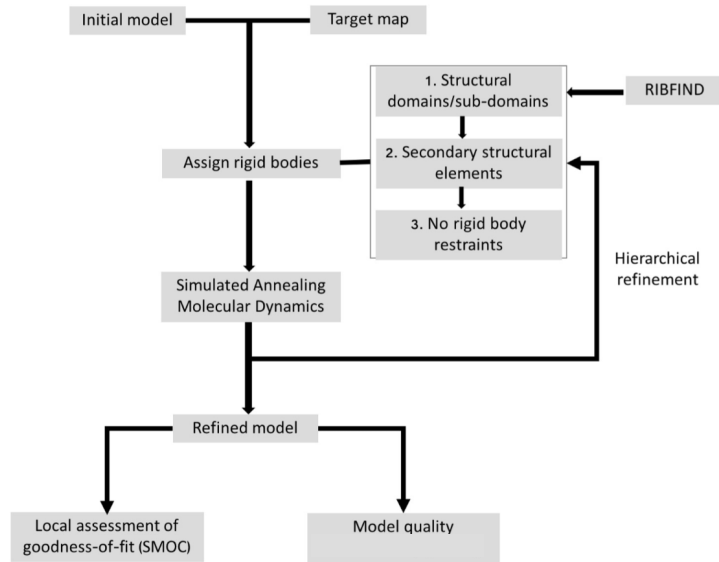 Initial model
Target map
1. Structural
domains/sub-domains
RIBFIND
Assign rigid bodies
2. Secondary structural
elements
3. No rigid body
restraints
Hierarchical
refinement
Simulated Annealing
Molecular Dynamics
Refined model
Local assessment of
goodness-of-fit (SMOC)
Model quality